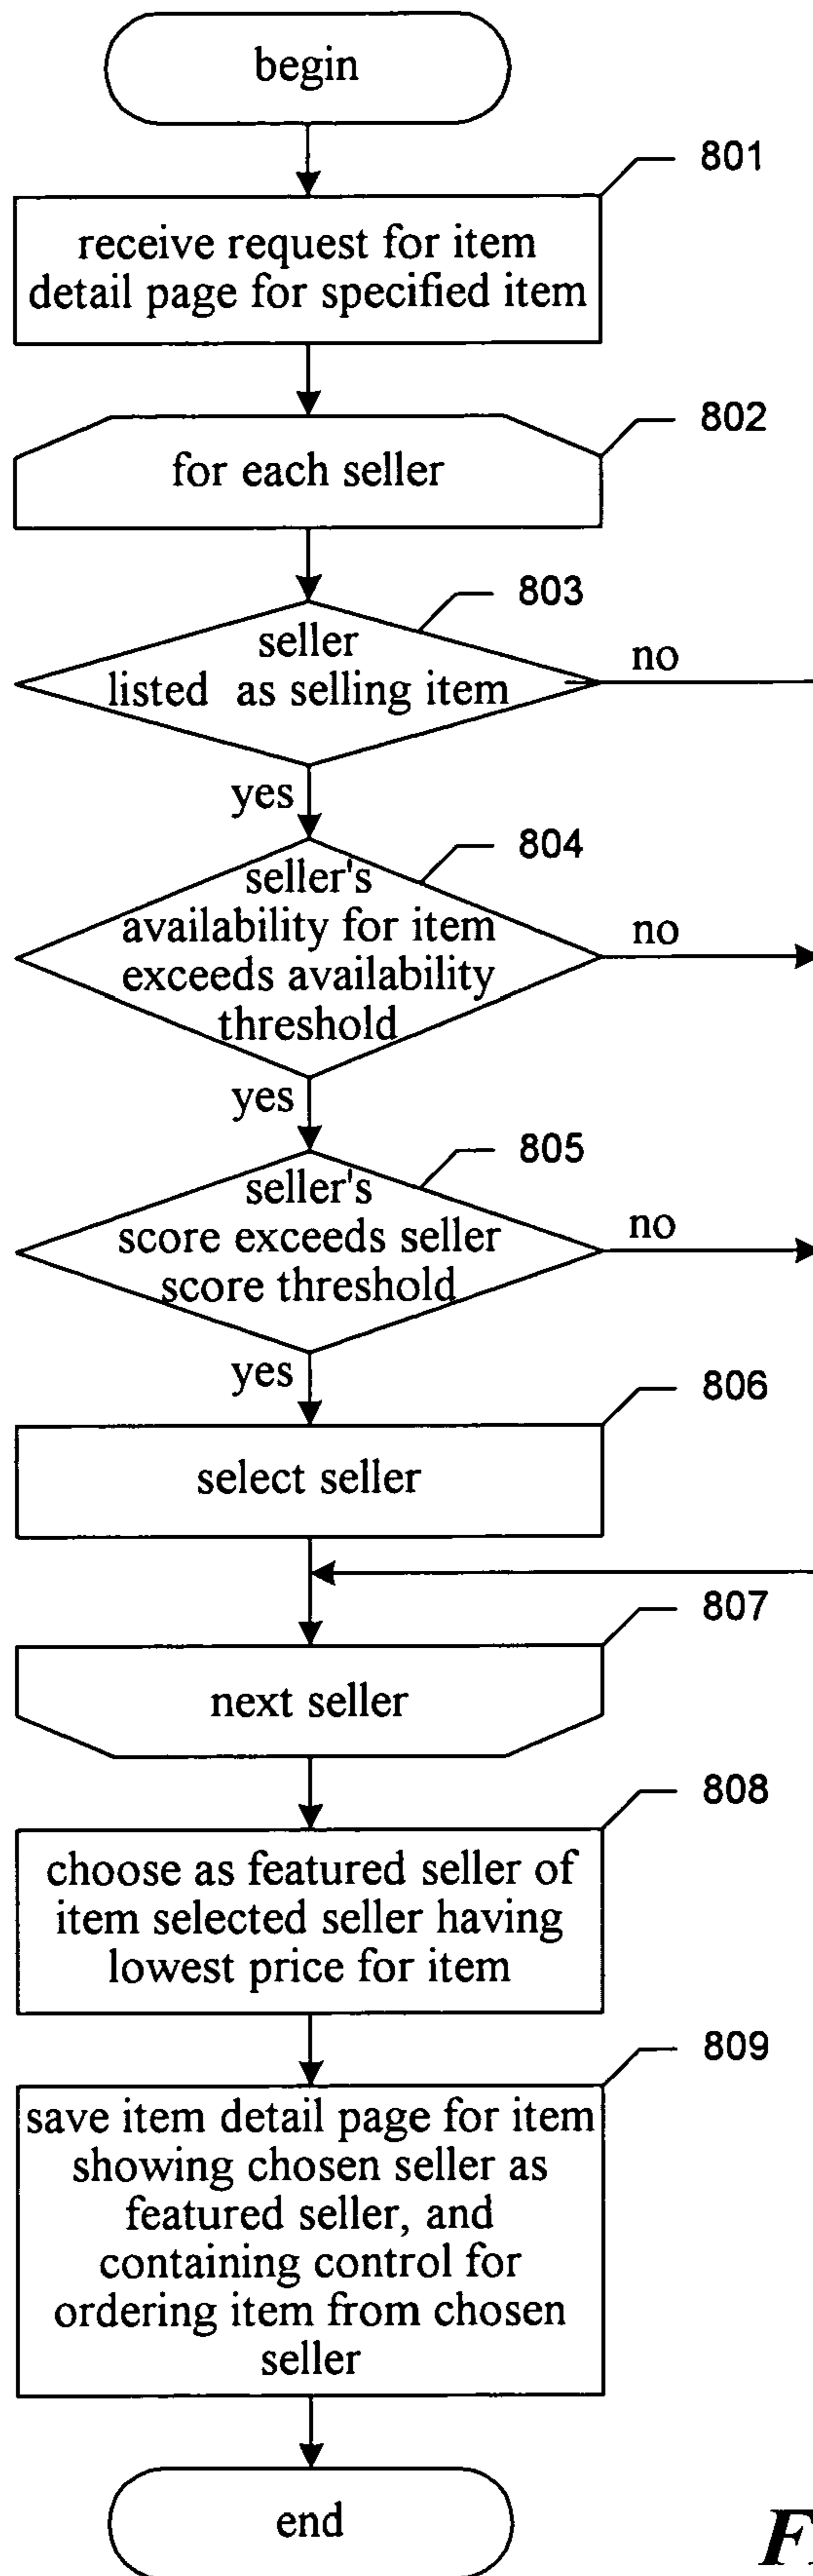 begin
801
receive request for item
detail page for specified item
802
for each seller
803
seller
listed as selling item
no
yes
804
seller's
availability for item
exceeds availability
threshold
no
yes
805
seller's
score exceeds seller
score threshold
no
yes
806
select seller
807
next seller
808
choose as featured seller of
item selected seller having
lowest price for item
809
save item detail page for item
showing chosen seller as
featured seller, and
containing control for
ordering item from chosen
seller
end